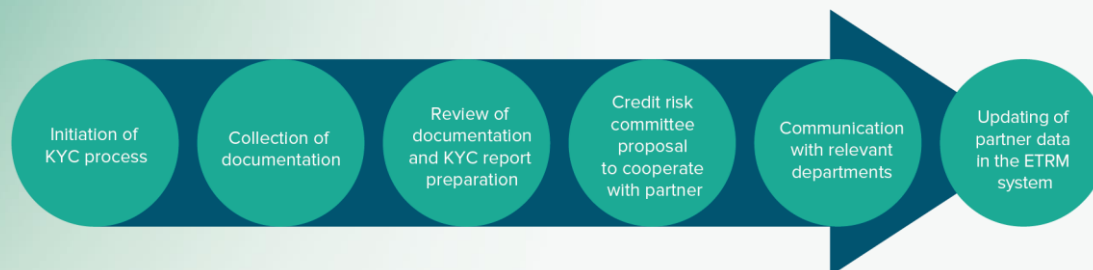 Initiation of
KYC process
Collection of
documentation
Review of
documentation
and KYC report
preparation
Credit risk
committee
proposal
to cooperate
with partner
Communication
with relevant
departments
Updating of
partner data
in the ETRM
system